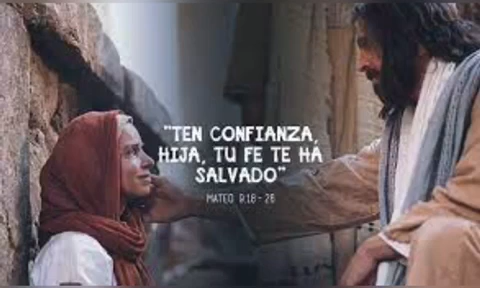 "TEN CONFIANZA,
HIJA, TU FE TE HA
SALVADO"
MATEO 9:18-26